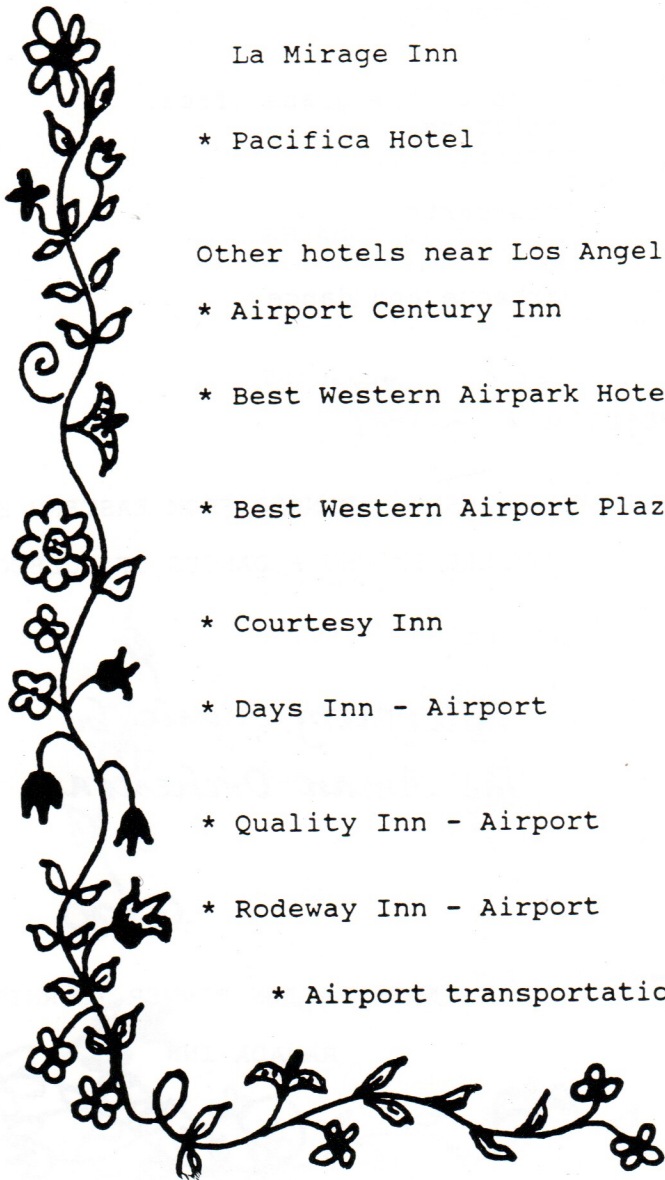 La Mirage Inn
* Pacifica Hotel
Other hotels near Los Angel
* Airport Century Inn
* Best Western Airpark Hote
* Best Western Airport Plaz
* Courtesy Inn
* Days Inn - Airport
* Quality Inn - Airport
* Rodeway Inn - Airport
* Airport transportatio